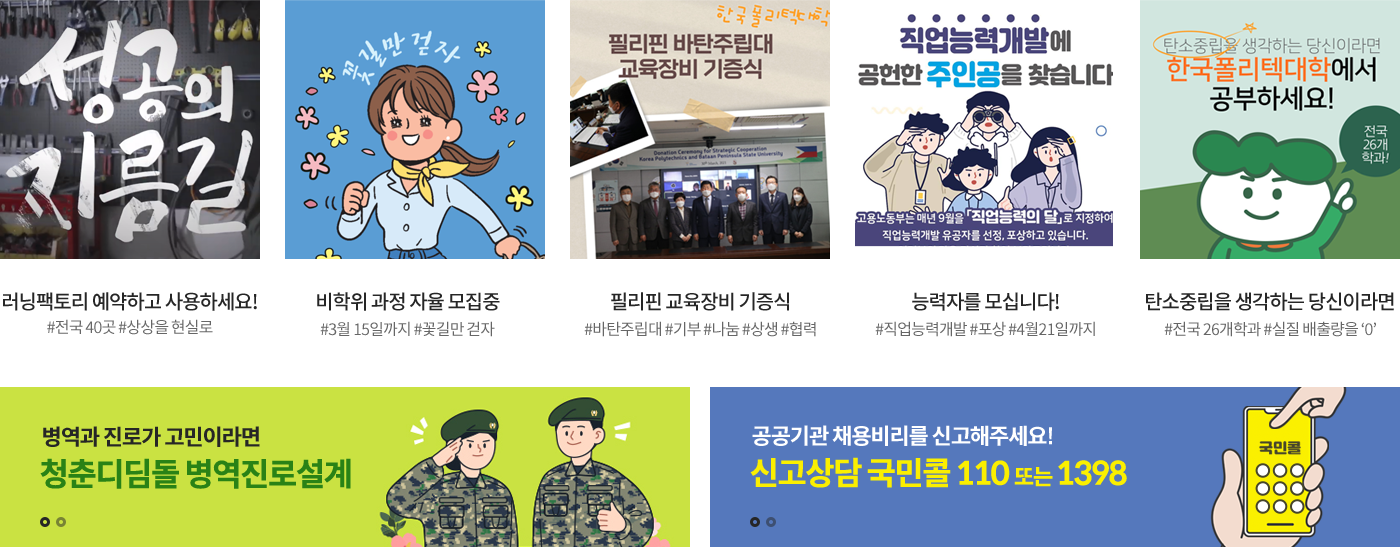 성공의
지름길
꽃길만 걷자
한국폴리텍대학
필리핀 바탄주립대
교육장비 기증식
Donation Ceremony for Strategic Cooperation
Korea Polytechnics and Bataan Peninsula State University
직업능력개발에
공헌한 주인공을 찾습니다
고용노동부는 매년 9월을 「직업능력의 달」로 지정하여
직업능력개발 유공자를 선정, 포상하고 있습니다.
탄소중립을 생각하는 당신이라면
한국폴리텍대학에서
공부하세요!
전국
26개
학과!
러닝팩토리 예약하고 사용하세요!
#전국 40곳 #상상을 현실로
비학위 과정 자율 모집중
#3월 15일까지 #꽃길만 걷자
필리핀 교육장비 기증식
#바탄주립대 #기부 #나눔 #상생 #협력
능력자를 모십니다!
#직업능력개발 #포상 #4월21일까지
탄소중립을 생각하는 당신이라면
#전국 26개학과 #실질 배출량을 ‘0’
병역과 진로가 고민이라면
청춘디딤돌 병역진로설계
공공기관 채용비리를 신고해주세요!
신고상담 국민콜 110 또는 1398
국민콜